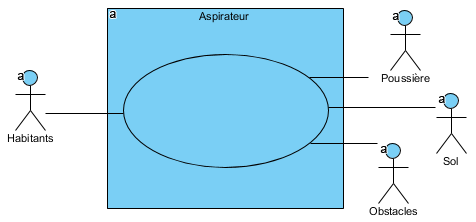 a
Aspirateur
a
Poussière
a
Habitants
a
Sol
a
Obstacles